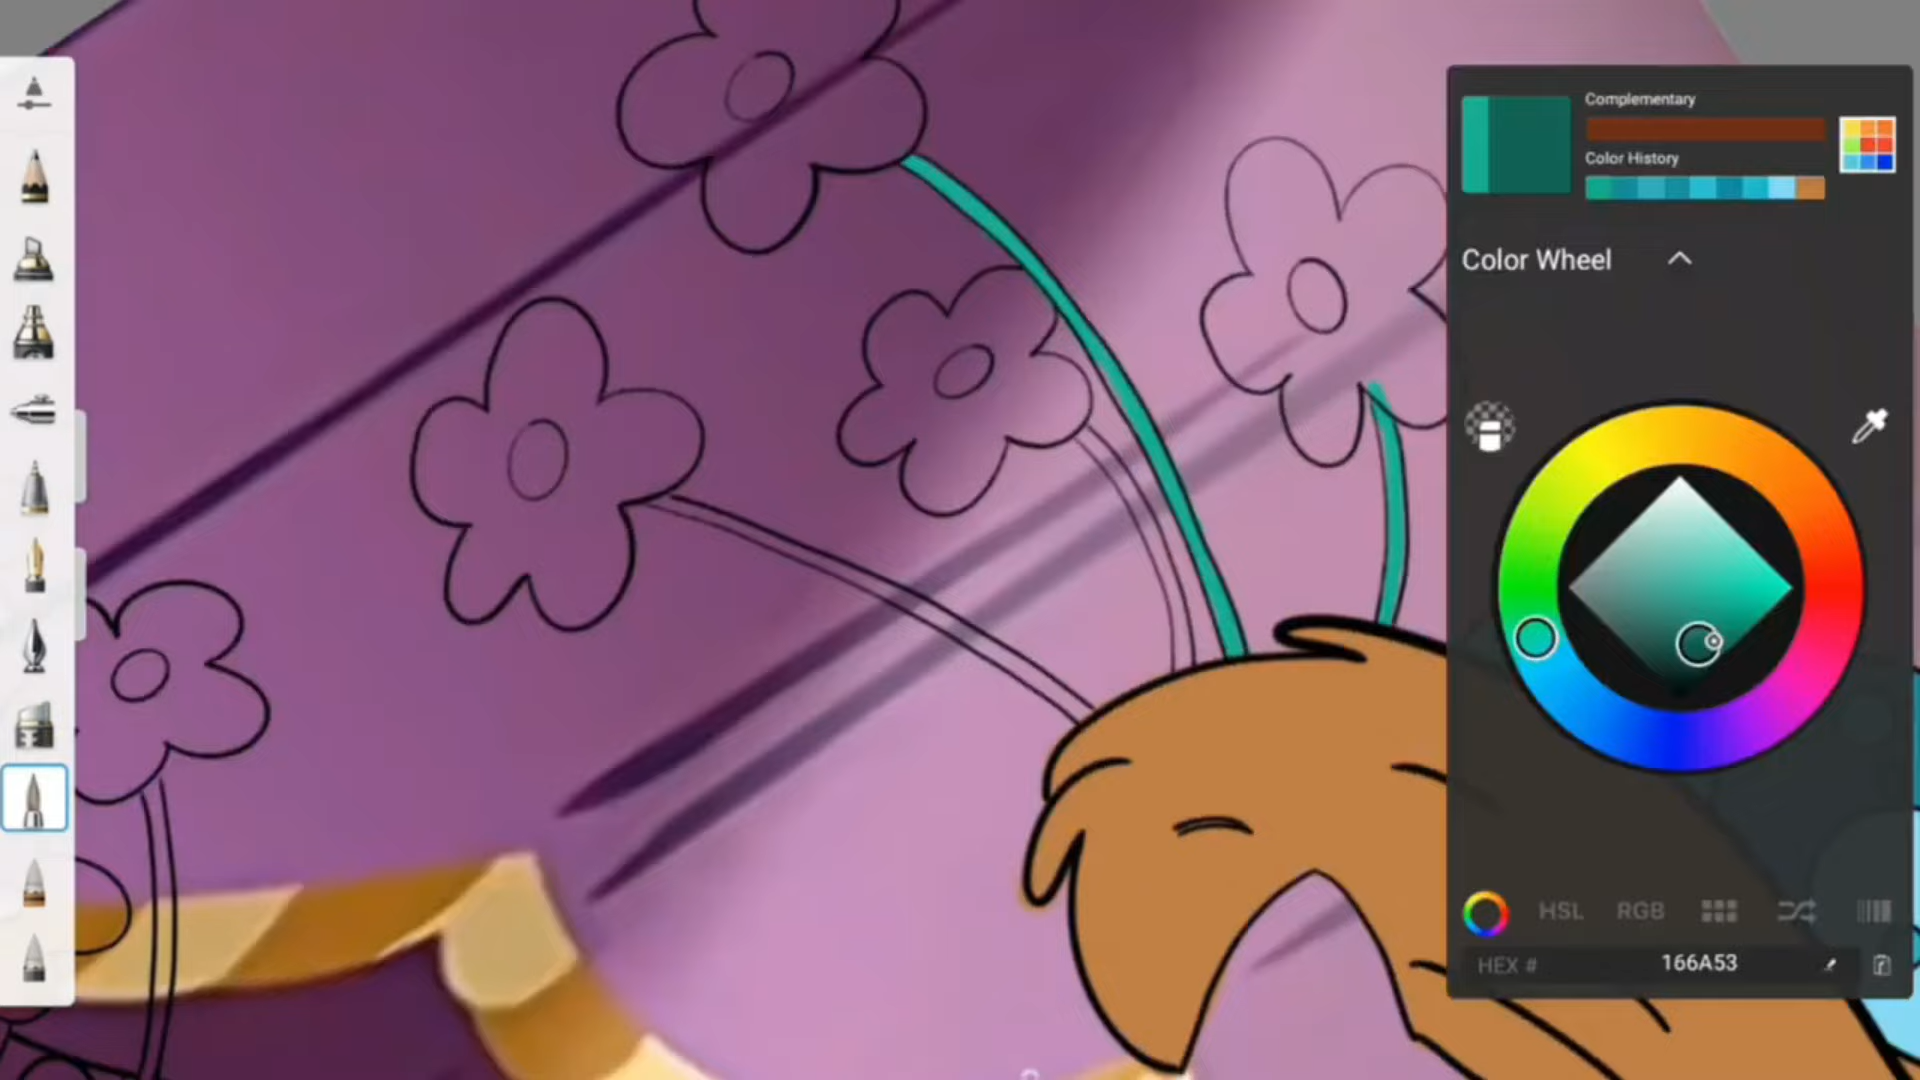 Complementary
Color History
Color Wheel
HSL RGB
HEX # 166A53